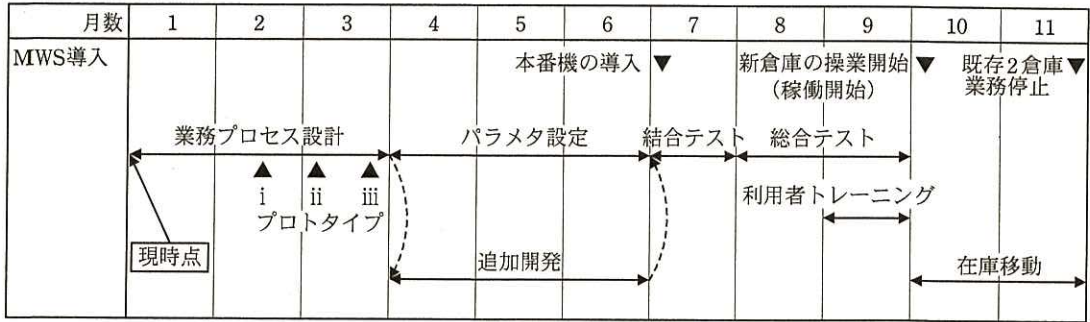 月数 1 2 3 4 5 6 7 8 9 10 11
MWS導入 本番機の導入▼ 新倉庫の操業開始▼ 既存2倉庫▼
(稼働開始) 業務停止
業務プロセス設計 パラメタ設定 結合テスト 総合テスト
▲ ▲ ▲
i ii iii 利用者トレーニング
プロトタイプ
現時点 追加開発 在庫移動